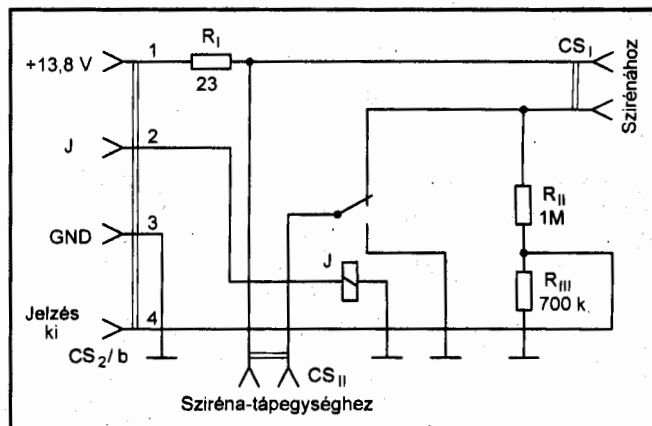 +13,8 V
1
R_I
23
CS_I
Szirénához
J
2
GND
3
Jelzés
ki
4
CS_2/b
J
R_II
1M
R_III
700 k
CS_II
Sziréna-tápegységhez